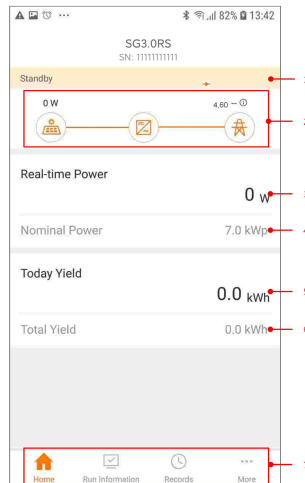 82% 13:42
SG3.0RS
SN: 11111111111
Standby
0 W
4,60 --
Real-time Power
0 W
Nominal Power 7.0 kWp
Today Yield
0.0 kWh
Total Yield 0.0 kWh
Home Run Information Records More